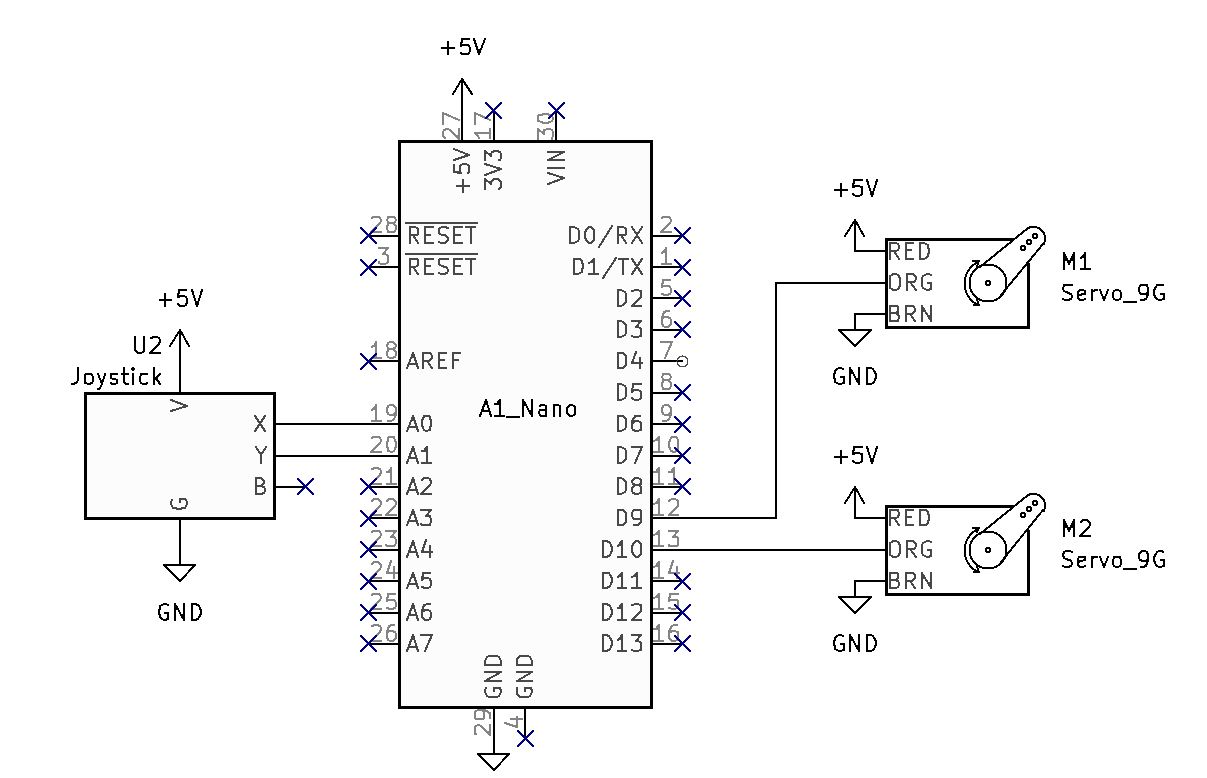 +5V
27
17
30
+5V
3V3
VIN
28
RESET
3
RESET
18
AREF
19
A0
20
A1
21
A2
22
A3
23
A4
24
A5
25
A6
26
A7
A1_Nano
D0/RX
2
D1/TX
1
D2
5
D3
6
D4
7
D5
8
D6
9
D7
10
D8
11
D9
12
D10
13
D11
14
D12
15
D13
16
GND
GND
29
4
+5V
U2
Joystick
V
X
Y
B
G
GND
+5V
RED
ORG
BRN
M1
Servo_9G
GND
+5V
RED
ORG
BRN
M2
Servo_9G
GND